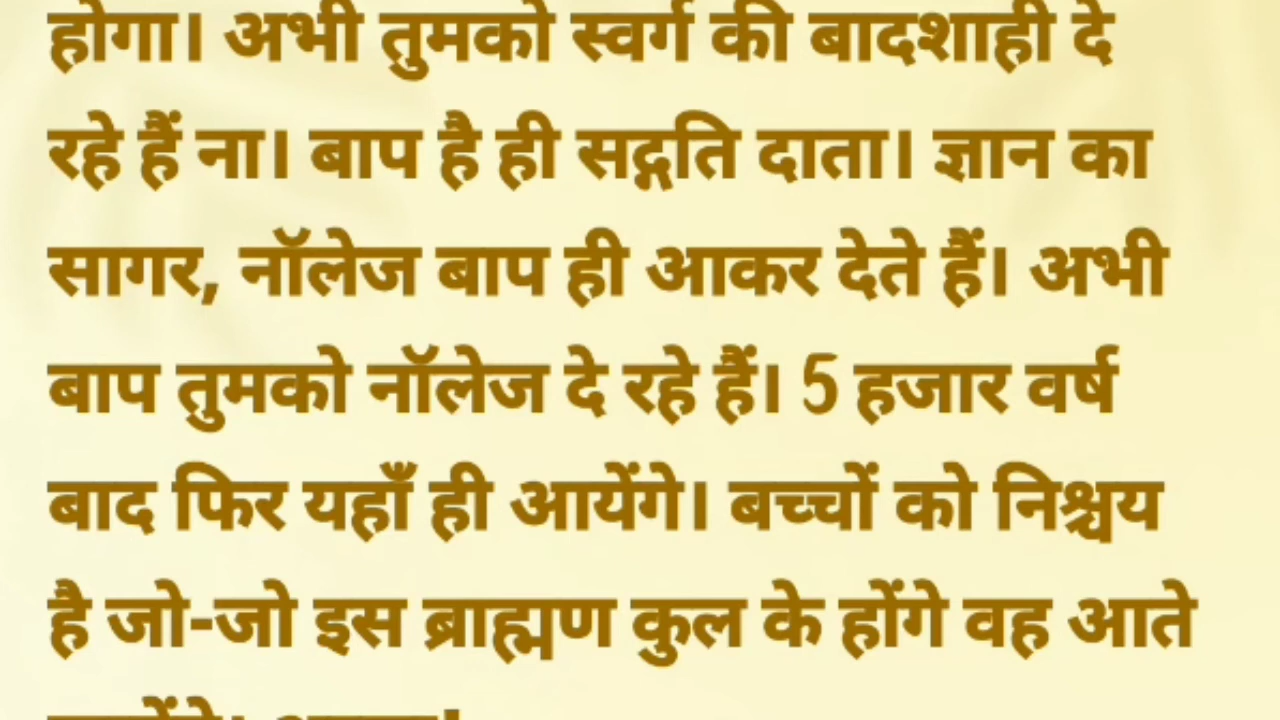 होगा। अभी तुमको स्वर्ग की बादशाही दे
रहे हैं ना। बाप है ही सद्गति दाता। ज्ञान का
सागर, नॉलेज बाप ही आकर देते हैं। अभी
बाप तुमको नॉलेज दे रहे हैं। 5 हजार वर्ष
बाद फिर यहाँ ही आयेंगे। बच्चों को निश्चय
है जो-जो इस ब्राह्मण कुल के होंगे वह आते